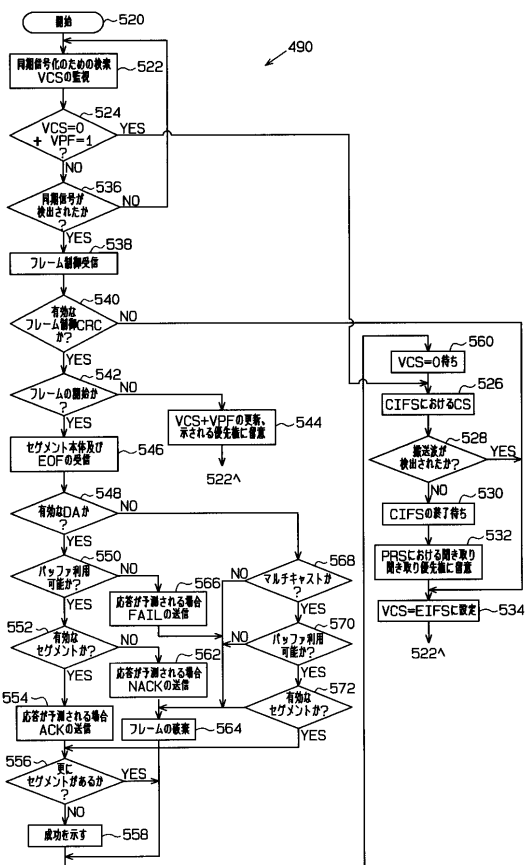 開始
520
490
同期信号化のための検索
VCSの監視
522
524
VCS=0
+ VPF=1
?
YES
NO
536
同期信号が
検出されたか
?
NO
YES
538
フレーム制御受信
540
有効な
フレーム制御CRC
か?
NO
YES
542
フレームの開始か
?
NO
YES
VCS+VPFの更新、
示される優先権に留意
544
522へ
セグメント本体及び
EOFの受信
546
548
有効なDAか
?
NO
YES
550
バッファ利用
可能か?
NO
YES
566
応答が予測される場合
FAILの送信
552
有効な
セグメントか?
NO
YES
562
応答が予測される場合
NACKの送信
554
応答が予測される場合
ACKの送信
フレームの破棄
564
556
更に
セグメントがあるか
?
YES
NO
成功を示す
558
560
VCS=0待ち
526
CIFSにおけるCS
528
搬送波が
検出されたか?
YES
NO
530
CIFSの終了待ち
532
PRSにおける聞き取り
聞き取り優先権に留意
VCS=EIFSに設定
534
522へ
568
マルチキャストか
?
NO
YES
570
バッファ利用
可能か?
NO
YES
572
有効な
セグメントか?
YES